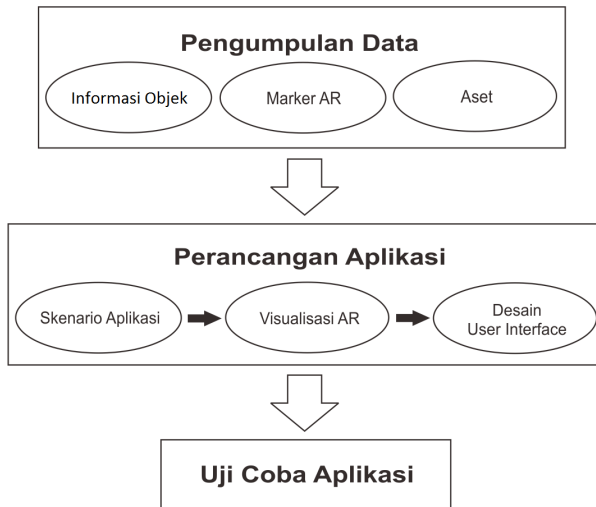 Pengumpulan Data
Informasi Objek
Marker AR
Aset
Perancangan Aplikasi
Skenario Aplikasi
Visualisasi AR
Desain
User Interface
Uji Coba Aplikasi